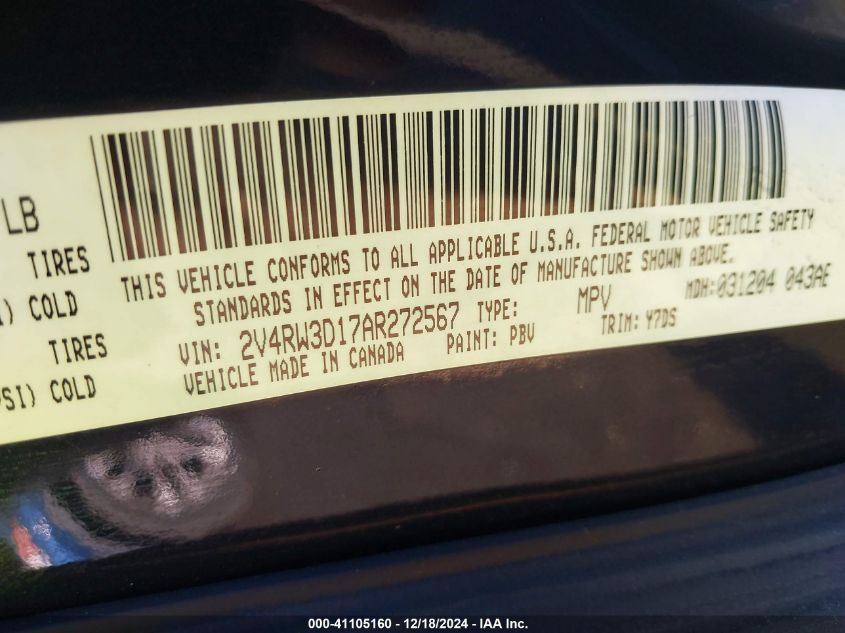 LB
TIRES
THIS VEHICLE CONFORMS TO ALL APPLICABLE U.S.A. FEDERAL MOTOR VEHICLE SAFETY
) COLD
STANDARDS IN EFFECT ON THE DATE OF MANUFACTURE SHOWN ABOVE.
TIRES
VIN: 2V4RW3D17AR272567 TYPE: MPV MDH:031204 043AE
SI) COLD
VEHICLE MADE IN CANADA PAINT: PBV TRIM: Y7DS
000-41105160 - 12/18/2024 - IAA Inc.